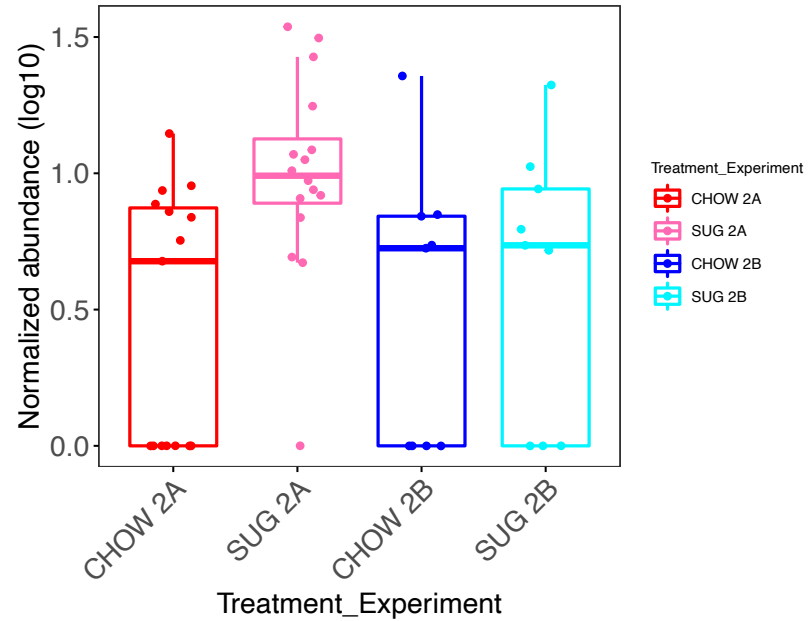 Normalized abundance (log10)
1.5
1.0
0.5
0.0
CHOW 2A
SUG 2A
CHOW 2B
SUG 2B
Treatment_Experiment
Treatment_Experiment
CHOW 2A
SUG 2A
CHOW 2B
SUG 2B